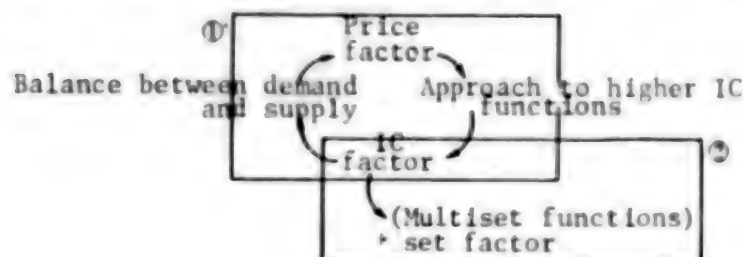 ①
Price
factor
Balance between demand
and supply
Approach to higher IC
functions
IC
factor
②
(Multiset functions)
set factor